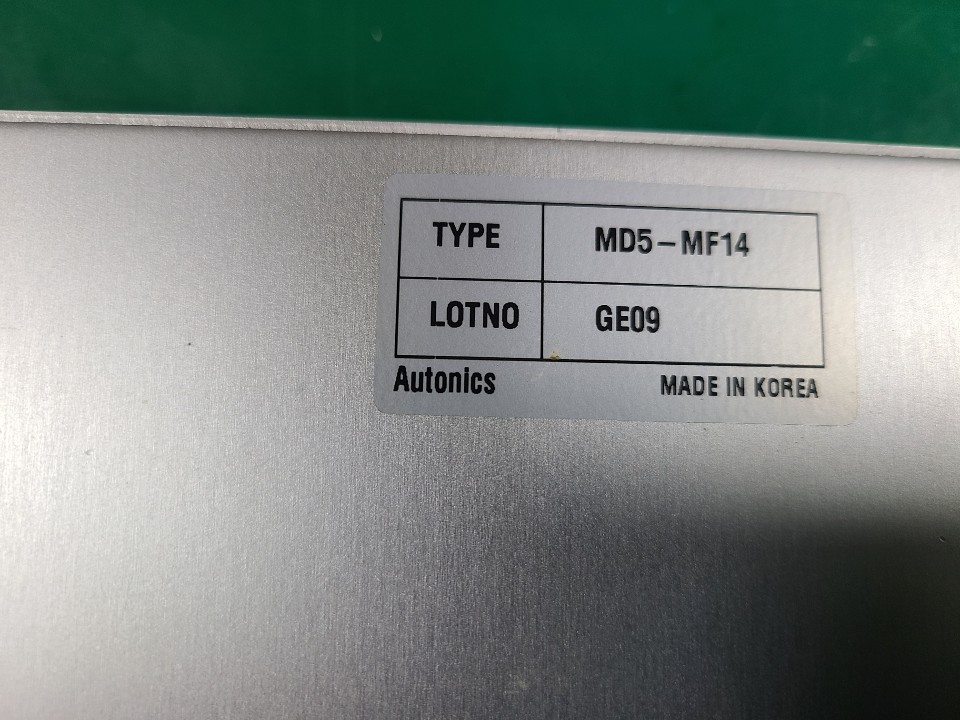 TYPE MD5-MF14
LOTNO GE09
Autonics MADE IN KOREA